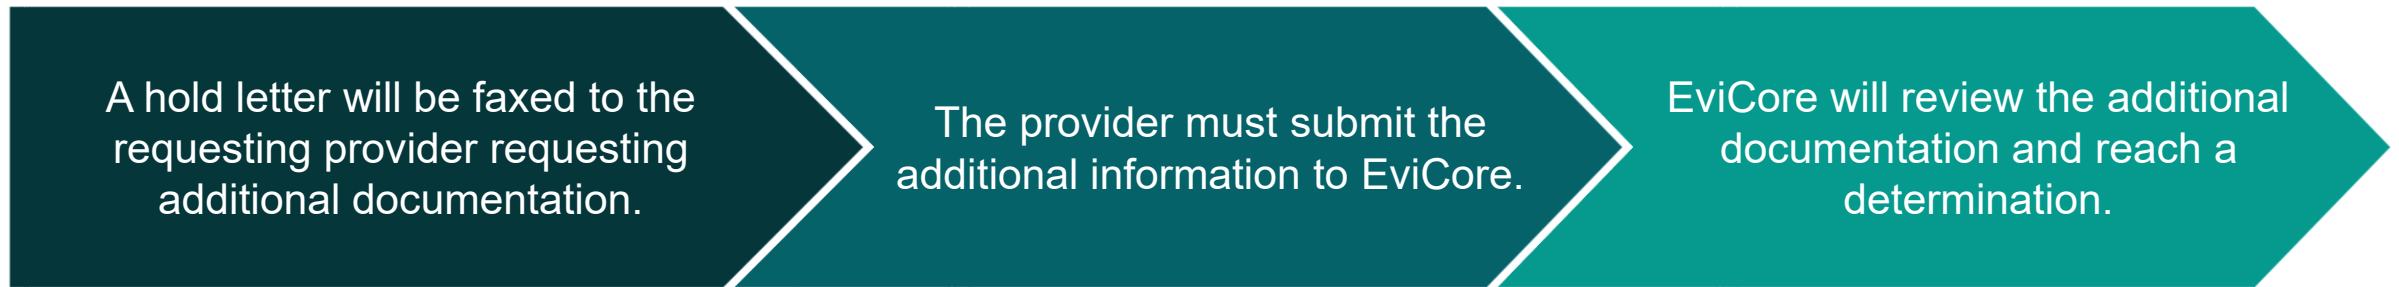 A hold letter will be faxed to the
requesting provider requesting
additional documentation.
The provider must submit the
additional information to EviCore.
EviCore will review the additional
documentation and reach a
determination.